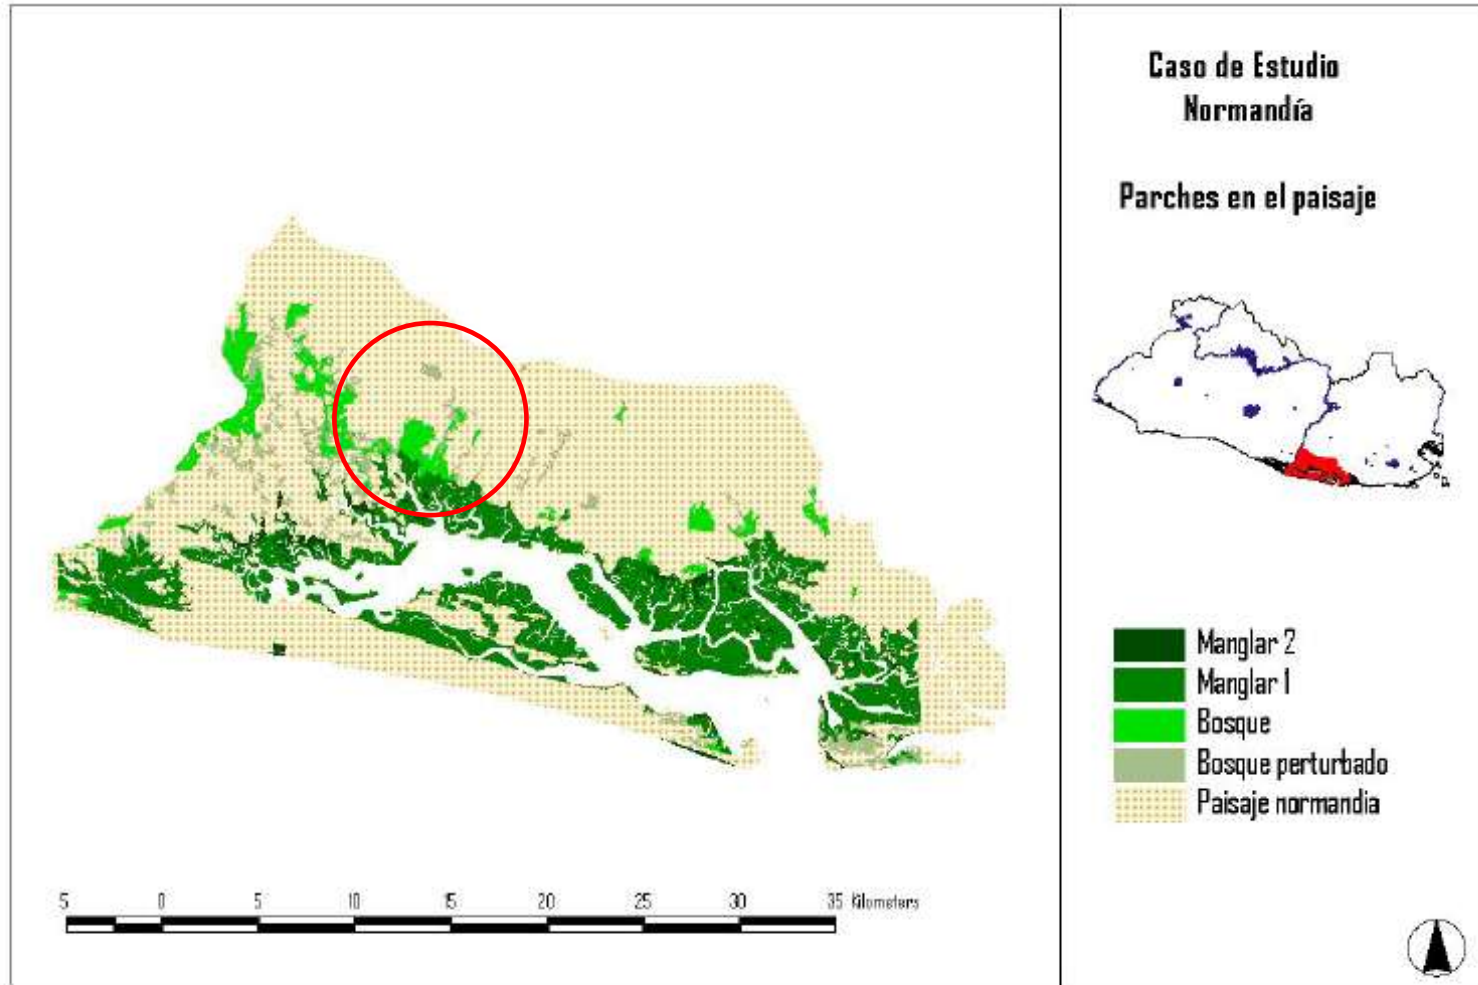 Caso de Estudio
Normandía
Parches en el paisaje
Manglar 2
Manglar 1
Bosque
Bosque perturbado
Paisaje normandia
5 0 5 10 15 20 25 30 35 Kilometers